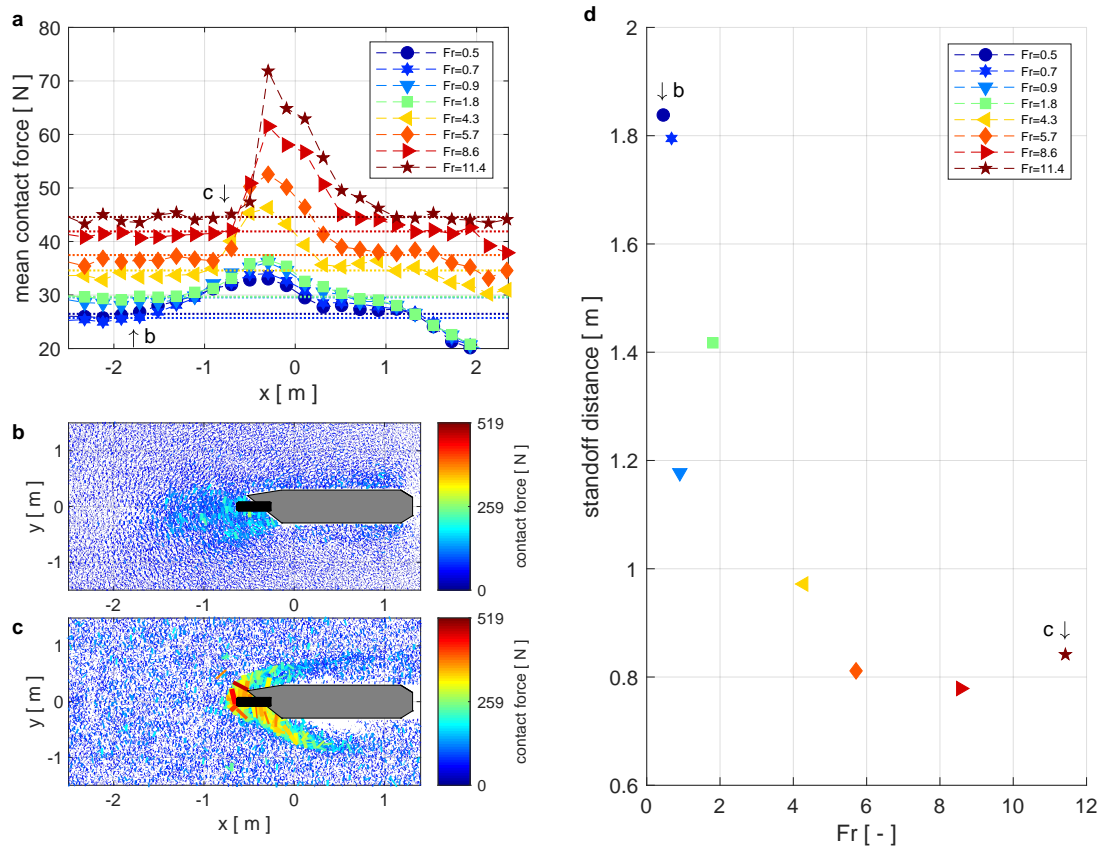 a
80
70
60
50
40
30
20
mean contact force [ N ]
-2
-1
0
1
2
x [ m ]
Fr=0.5
Fr=0.7
Fr=0.9
Fr=1.8
Fr=4.3
Fr=5.7
Fr=8.6
Fr=11.4
c ↓
↑ b
b
1
0
-1
y [ m ]
-2
-1
0
1
519
259
0
contact force [ N ]
c
1
0
-1
y [ m ]
-2
-1
0
1
x [ m ]
519
259
0
contact force [ N ]
d
2
1.8
1.6
1.4
1.2
1
0.8
0.6
standoff distance [ m ]
0
2
4
6
8
10
12
Fr [ - ]
Fr=0.5
Fr=0.7
Fr=0.9
Fr=1.8
Fr=4.3
Fr=5.7
Fr=8.6
Fr=11.4
↓ b
c ↓